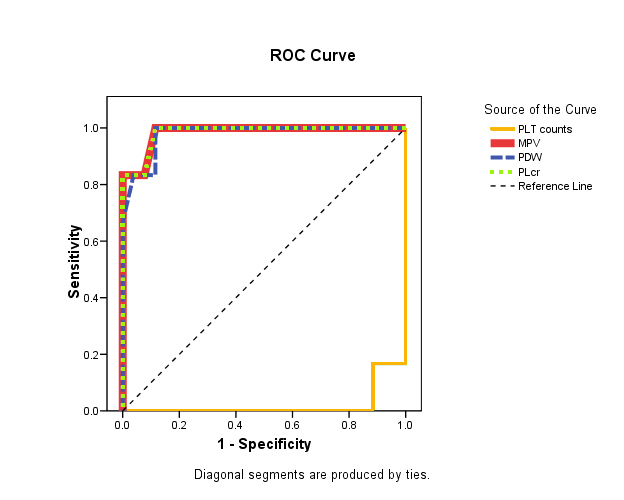 ROC Curve
Source of the Curve
PLT counts
MPV
PDW
PLcr
Reference Line
Sensitivity
1.0
0.8
0.6
0.4
0.2
0.0
0.0 0.2 0.4 0.6 0.8 1.0
1 - Specificity
Diagonal segments are produced by ties.